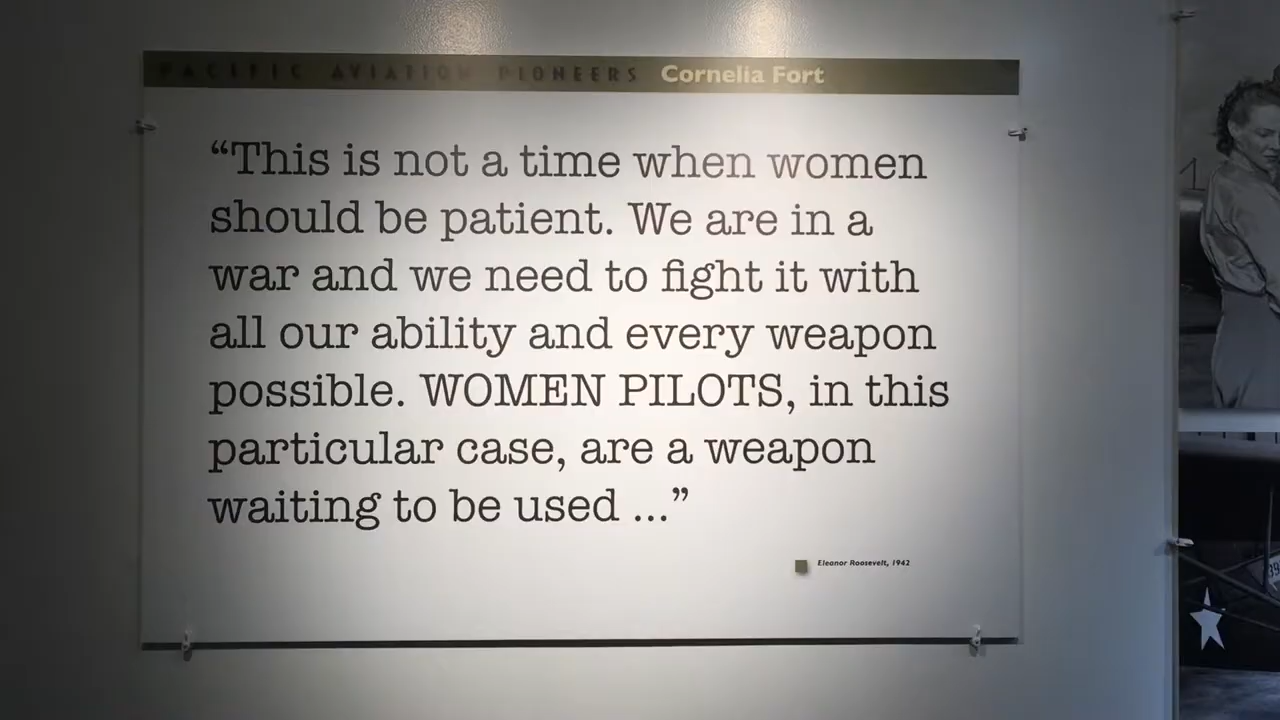 PACIFIC AVIATION PIONEERS Cornelia Fort
“This is not a time when women
should be patient. We are in a
war and we need to fight it with
all our ability and every weapon
possible. WOMEN PILOTS, in this
particular case, are a weapon
waiting to be used ...”
Eleanor Roosevelt, 1942